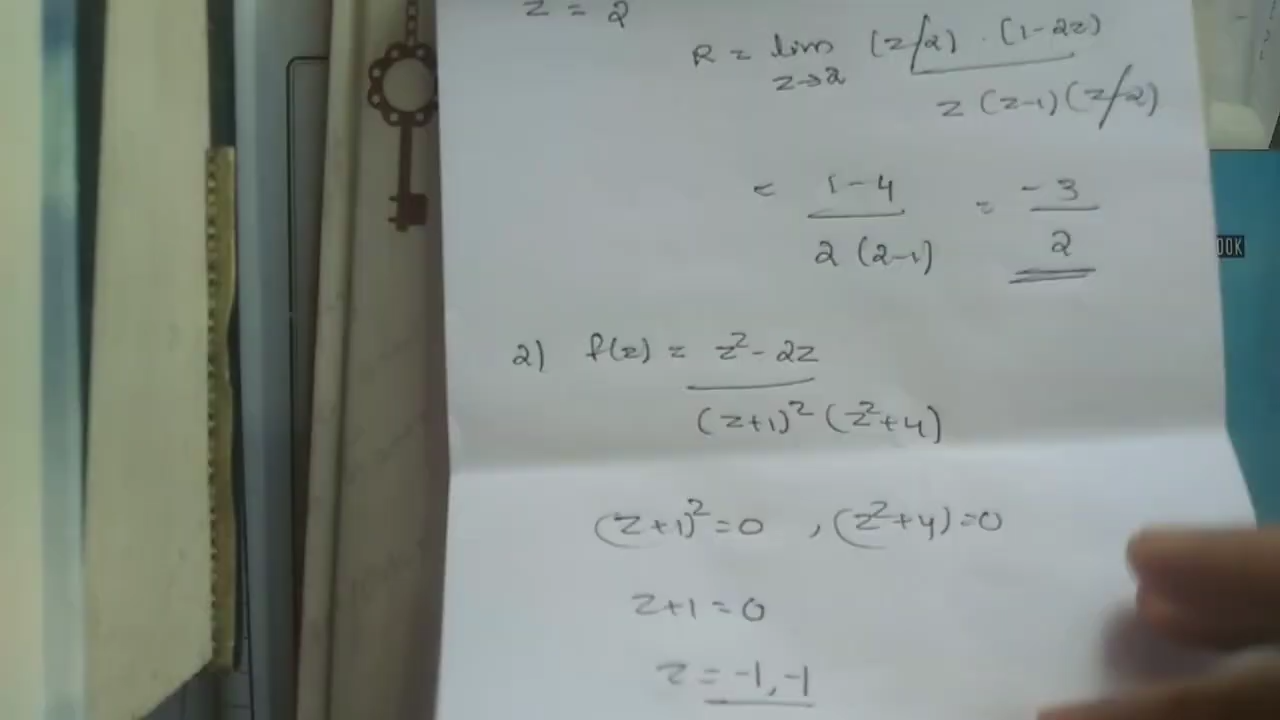 z = 2
R = lim (z/2) . (1-2z)
z→2 z (z-1) (z/2)
= 1-4 = -3
2 (2-1) 2
2) f(z) = z²- 2z
(z+1)² (z²+4)
(z+1)²=0 , (z²+4)=0
z+1=0
z = -1, -1
OOK